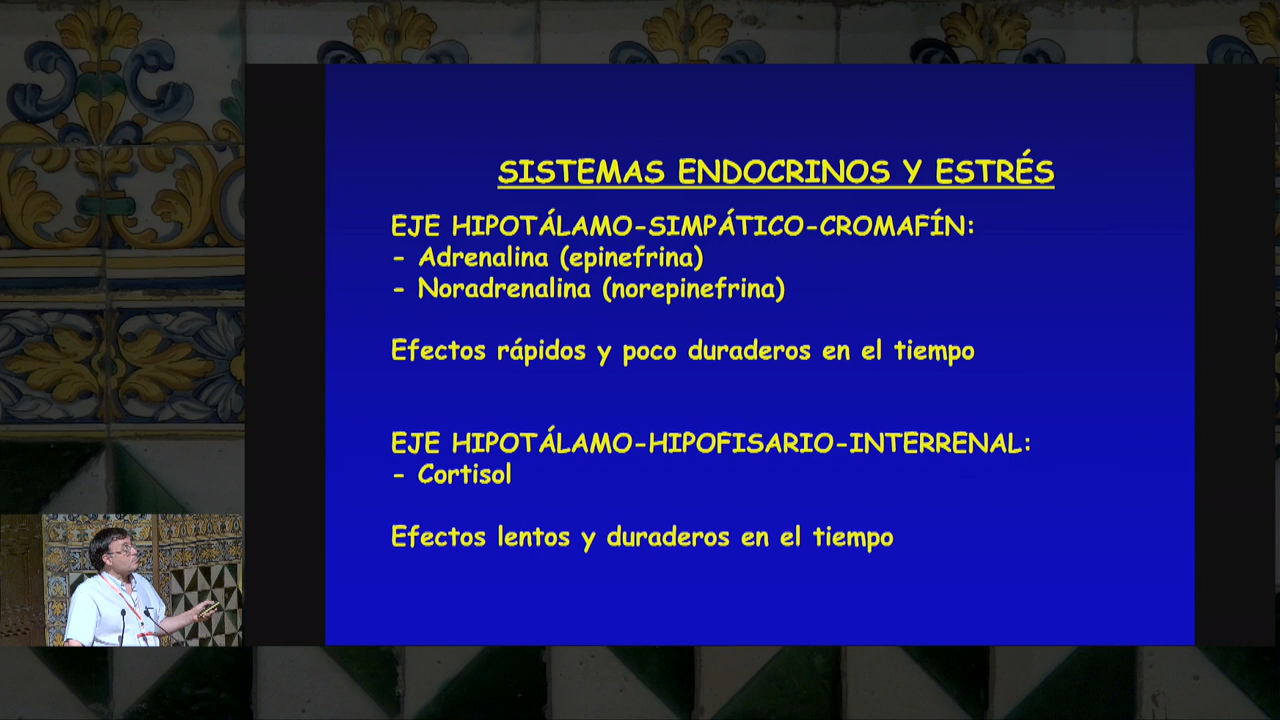 SISTEMAS ENDOCRINOS Y ESTRÉS
EJE HIPOTÁLAMO-SIMPÁTICO-CROMAFÍN:
- Adrenalina (epinefrina)
- Noradrenalina (norepinefrina)
Efectos rápidos y poco duraderos en el tiempo
EJE HIPOTÁLAMO-HIPOFISARIO-INTERRENAL:
- Cortisol
Efectos lentos y duraderos en el tiempo